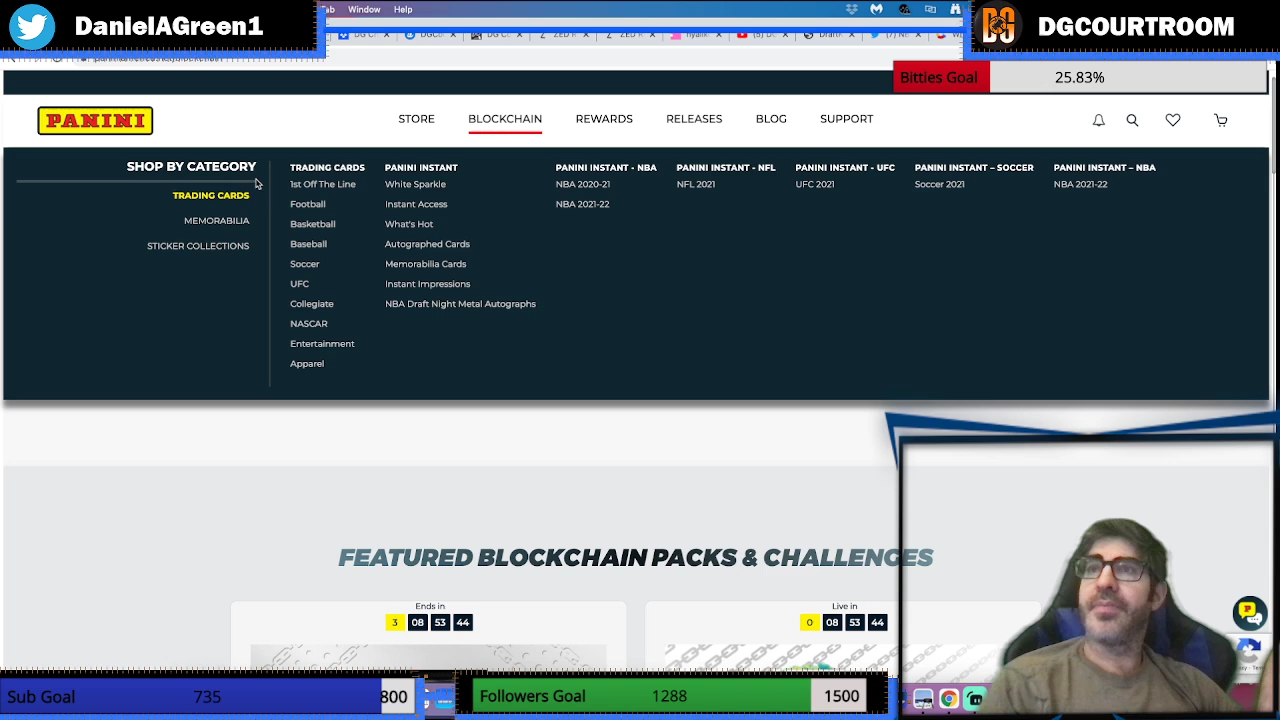 DanielAGreen1
Window Help
DGCOURTROOM
Bitties Goal 25.83%
PANINI
STORE BLOCKCHAIN REWARDS RELEASES BLOG SUPPORT
SHOP BY CATEGORY
TRADING CARDS
MEMORABILIA
STICKER COLLECTIONS
TRADING CARDS
1st Off The Line
Football
Basketball
Baseball
Soccer
UFC
Collegiate
NASCAR
Entertainment
Apparel
PANINI INSTANT
White Sparkle
Instant Access
What's Hot
Autographed Cards
Memorabilia Cards
Instant Impressions
NBA Draft Night Metal Autographs
PANINI INSTANT - NBA
NBA 2020-21
NBA 2021-22
PANINI INSTANT - NFL
NFL 2021
PANINI INSTANT - UFC
UFC 2021
PANINI INSTANT – SOCCER
Soccer 2021
PANINI INSTANT – NBA
NBA 2021-22
FEATURED BLOCKCHAIN PACKS & CHALLENGES
Ends in
3 08 53 44
Live in
0 08 53 44
Sub Goal 735 800
Followers Goal 1288 1500